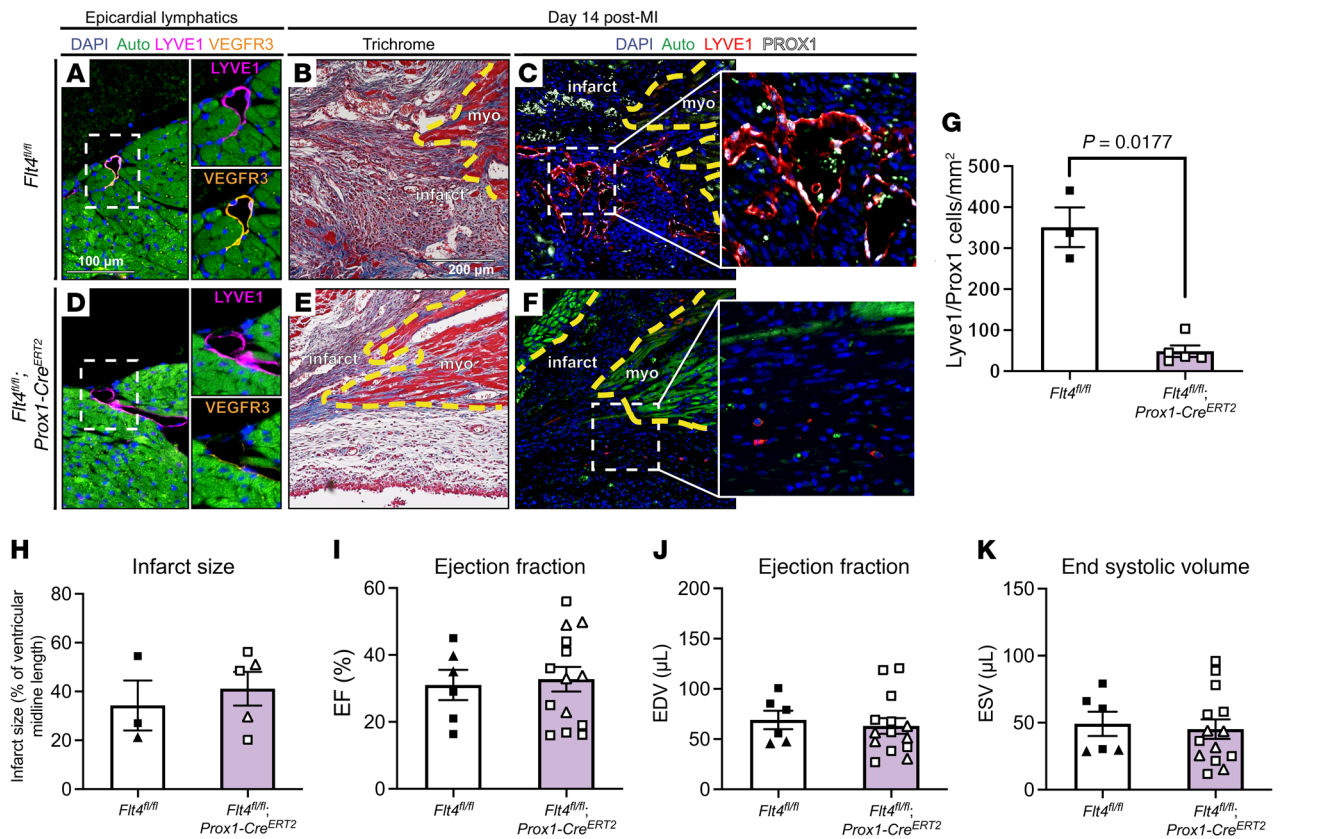 Epicardial lymphatics
Day 14 post-MI
DAPI Auto LYVE1 VEGFR3
Trichrome
DAPI Auto LYVE1 PROX1
Flt4fl/fl
A
LYVE1
VEGFR3
100 µm
B
myo
infarct
200 µm
C
infarct
myo
Flt4fl/fl;
Prox1-CreERT2
D
LYVE1
VEGFR3
E
infarct
myo
F
infarct
myo
G
P = 0.0177
Lyve1/Prox1 cells/mm2
500
400
300
200
100
0
Flt4fl/fl
Flt4fl/fl;
Prox1-CreERT2
H
Infarct size
Infarct size (% of ventricular
midline length)
80
60
40
20
0
Flt4fl/fl
Flt4fl/fl;
Prox1-CreERT2
I
Ejection fraction
EF (%)
60
40
20
0
Flt4fl/fl
Flt4fl/fl;
Prox1-CreERT2
J
Ejection fraction
EDV (µL)
200
150
100
50
0
Flt4fl/fl
Flt4fl/fl;
Prox1-CreERT2
K
End systolic volume
ESV (µL)
150
100
50
0
Flt4fl/fl
Flt4fl/fl;
Prox1-CreERT2